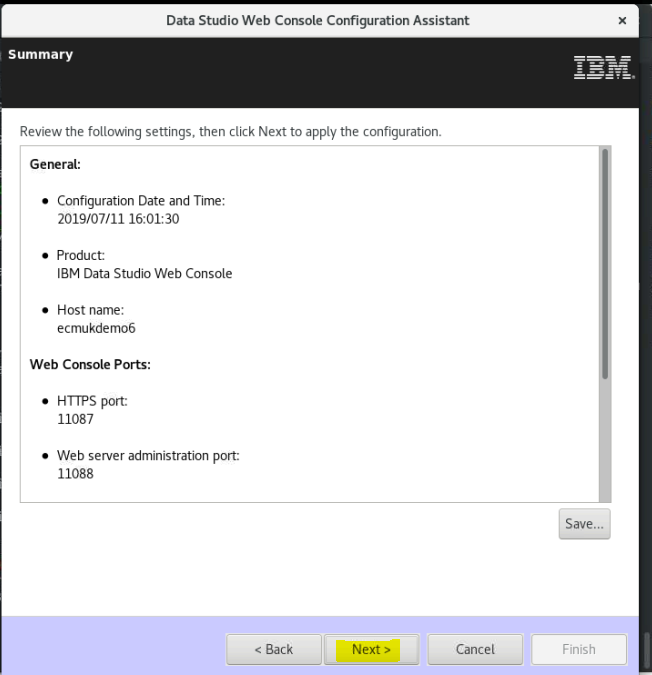 Data Studio Web Console Configuration Assistant
×
Summary
IBM.
Review the following settings, then click Next to apply the configuration.
General:
● Configuration Date and Time:
2019/07/11 16:01:30
● Product:
IBM Data Studio Web Console
● Host name:
ecmukdemo6
Web Console Ports:
● HTTPS port:
11087
● Web server administration port:
11088
Save...
< Back
Next >
Cancel
Finish